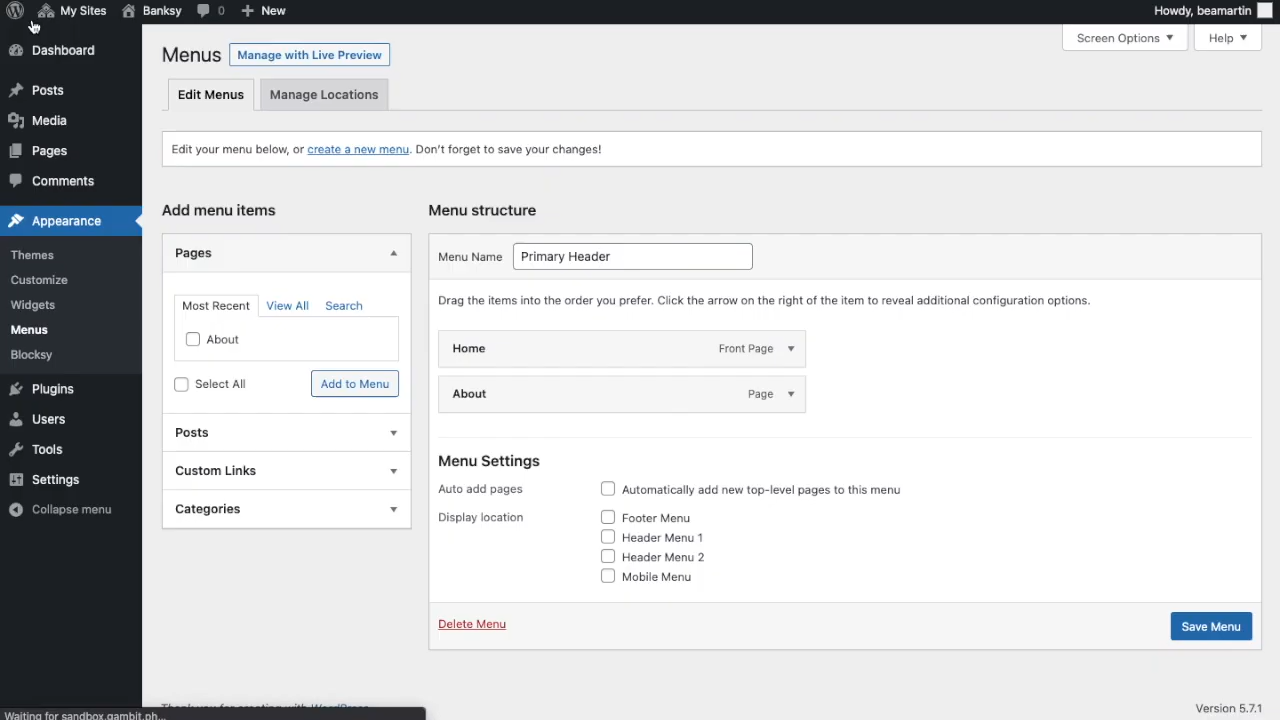 My Sites Banksy 0 New Howdy, beamartin
Dashboard
Posts
Media
Pages
Comments
Appearance
Themes
Customize
Widgets
Menus
Blocksy
Plugins
Users
Tools
Settings
Collapse menu
Screen Options Help
Menus Manage with Live Preview
Edit Menus Manage Locations
Edit your menu below, or create a new menu. Don't forget to save your changes!
Add menu items
Pages
Most Recent View All Search
About
Select All Add to Menu
Posts
Custom Links
Categories
Menu structure
Menu Name Primary Header
Drag the items into the order you prefer. Click the arrow on the right of the item to reveal additional configuration options.
Home Front Page
About Page
Menu Settings
Auto add pages Automatically add new top-level pages to this menu
Display location Footer Menu
Header Menu 1
Header Menu 2
Mobile Menu
Delete Menu Save Menu
Thank you for creating with WordPress
Version 5.7.1
Waiting for sandbox.gambit.ph...